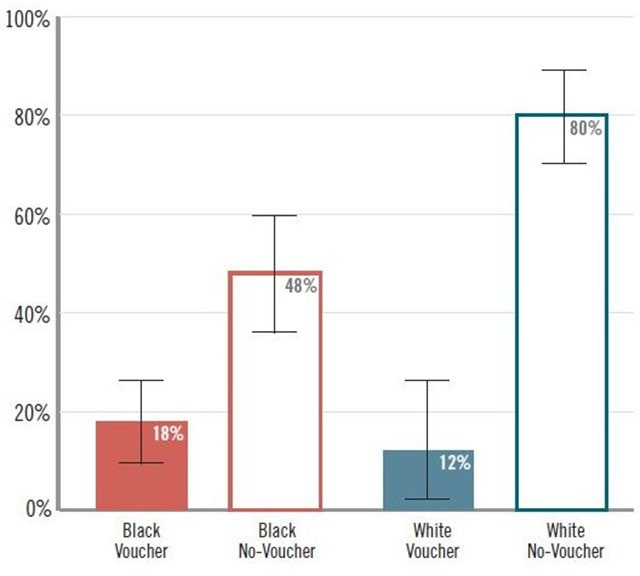 100%
80%
60%
40%
20%
0%
18%
48%
12%
80%
Black
Voucher
Black
No-Voucher
White
Voucher
White
No-Voucher